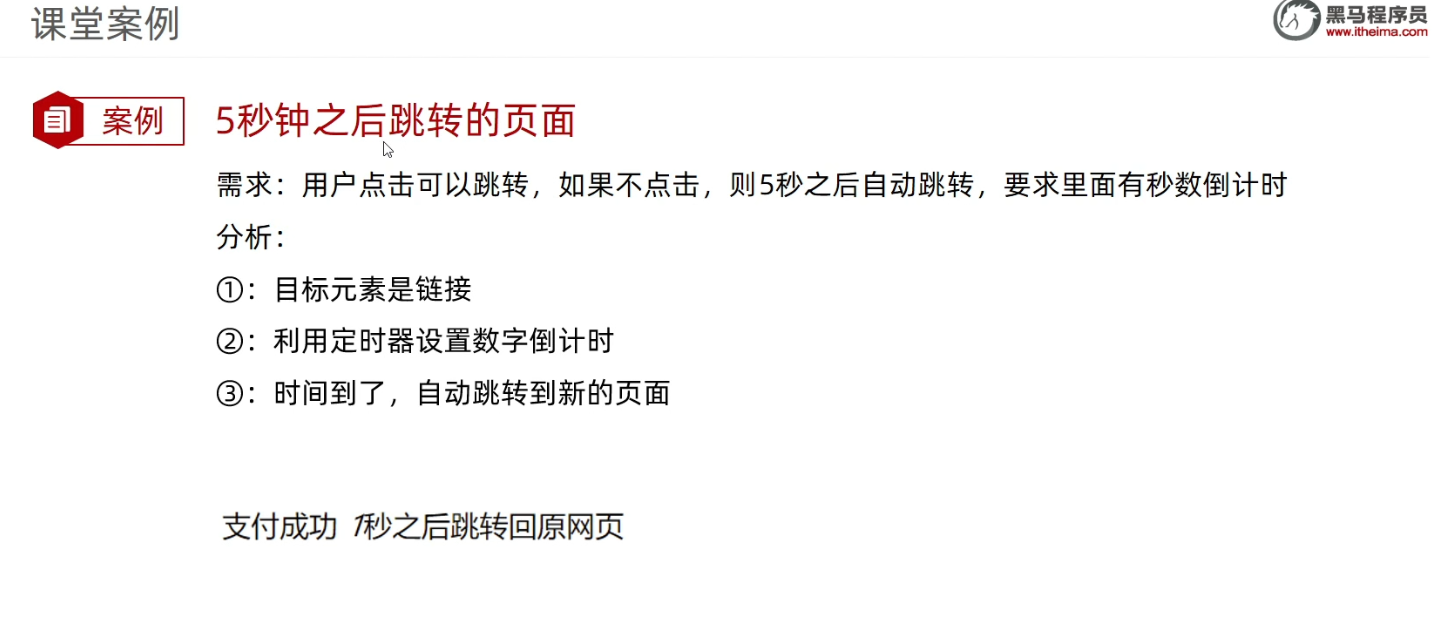 课堂案例
黑马程序员
www.itheima.com
案例
5秒钟之后跳转的页面
需求：用户点击可以跳转，如果不点击，则5秒之后自动跳转，要求里面有秒数倒计时
分析：
①：目标元素是链接
②：利用定时器设置数字倒计时
③：时间到了，自动跳转到新的页面
支付成功 1秒之后跳转回原网页